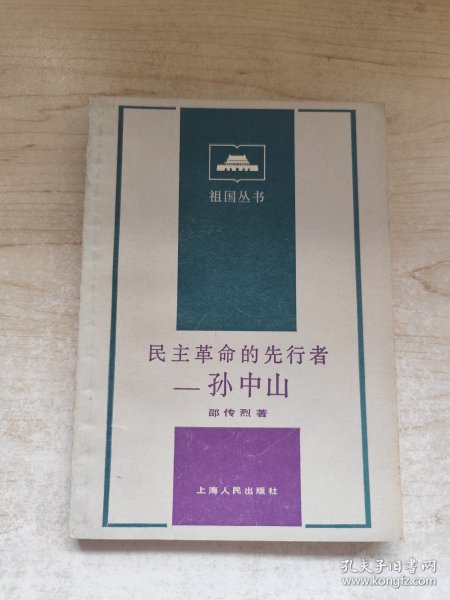 祖国丛书
民主革命的先行者
—孙中山
邵传烈著
上海人民出版社
孔夫子旧书网
www.kongfz.com